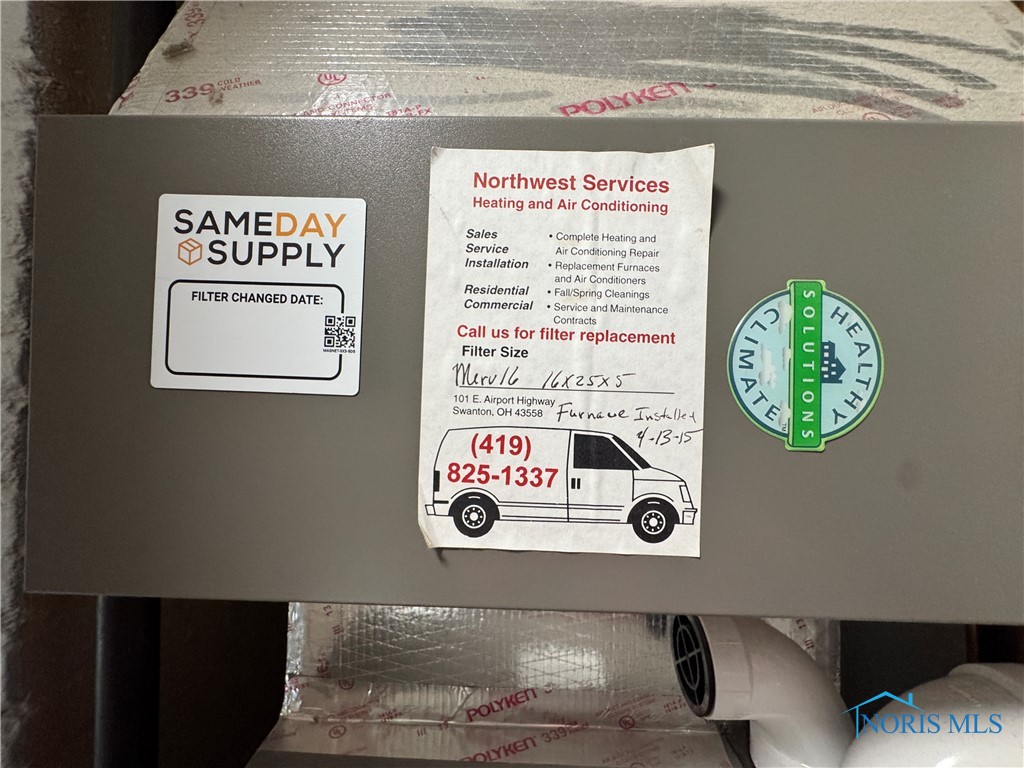 339 COLD WEATHER
UL
POLYKEN
SAMEDAY
SUPPLY
FILTER CHANGED DATE:
Northwest Services
Heating and Air Conditioning
Sales
Service
Installation
Residential
Commercial
• Complete Heating and
Air Conditioning Repair
• Replacement Furnaces
and Air Conditioners
• Fall/Spring Cleanings
• Service and Maintenance
Contracts
Call us for filter replacement
Filter Size
Merv16 16x25x5
101 E. Airport Highway
Swanton, OH 43558
Furnace Installed
4-13-15
(419)
825-1337
HEALTHY
CLIMATE
SOLUTIONS
TM
POLYKEN
POLYKEN 339
NORIS MLS